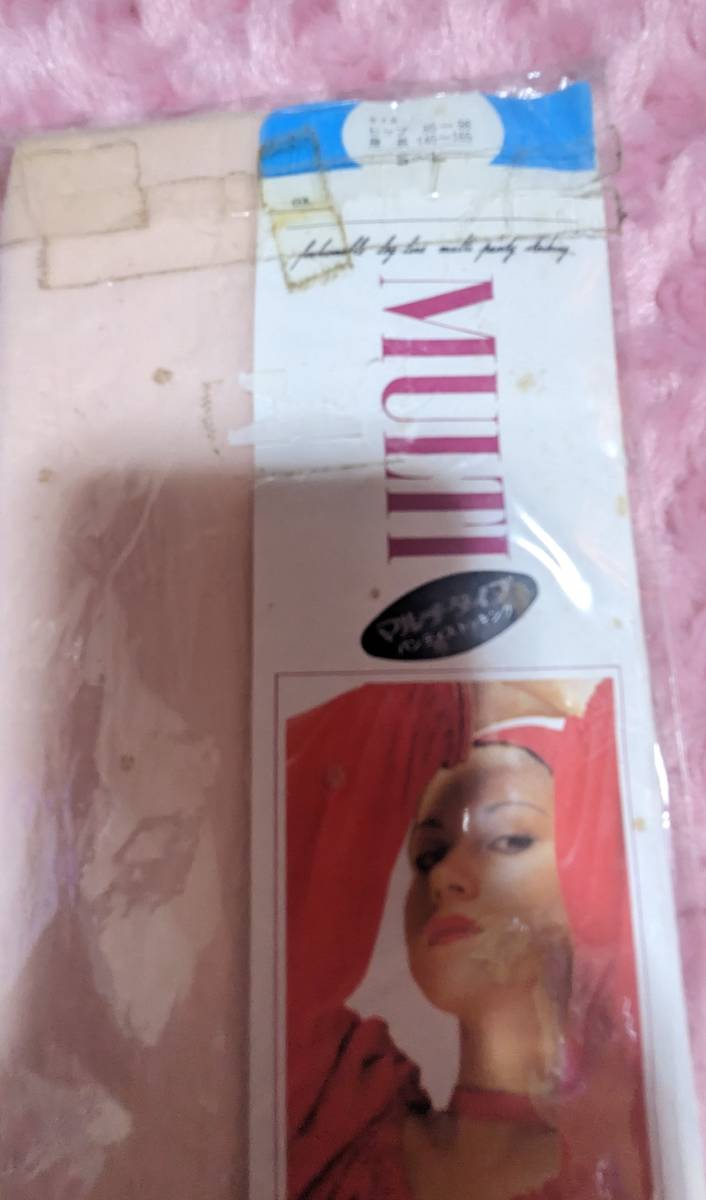 サイズ
ヒップ 85〜98
身長 145〜165
fashionable leg line multi panty stocking.
MULTI
マルチタイプ
パンティストッキング